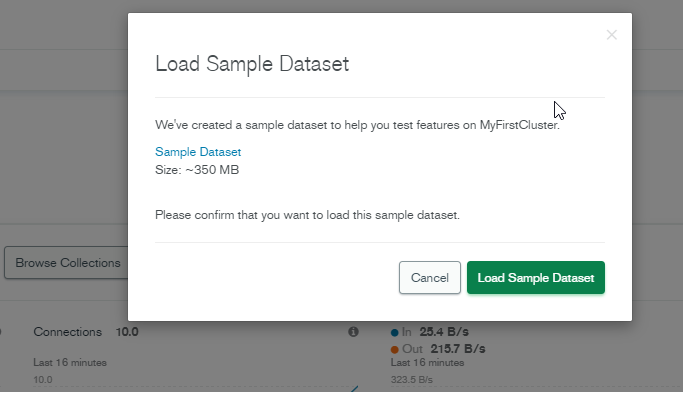 Load Sample Dataset
We've created a sample dataset to help you test features on MyFirstCluster.
Sample Dataset
Size: ~350 MB
Please confirm that you want to load this sample dataset.
Cancel
Load Sample Dataset
Browse Collections
Connections 10.0
Last 16 minutes
10.0
In 25.4 B/s
Out 215.7 B/s
Last 16 minutes
323.5 B/s